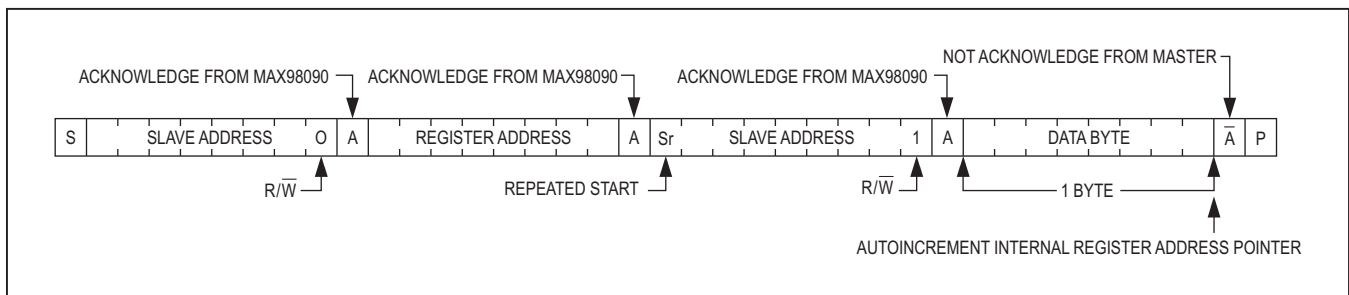 NOT ACKNOWLEDGE FROM MASTER
ACKNOWLEDGE FROM MAX98090 ACKNOWLEDGE FROM MAX98090 ACKNOWLEDGE FROM MAX98090
S SLAVE ADDRESS O A REGISTER ADDRESS A Sr SLAVE ADDRESS 1 A DATA BYTE A̅ P
R/W̅ REPEATED START R/W̅ 1 BYTE
AUTOINCREMENT INTERNAL REGISTER ADDRESS POINTER